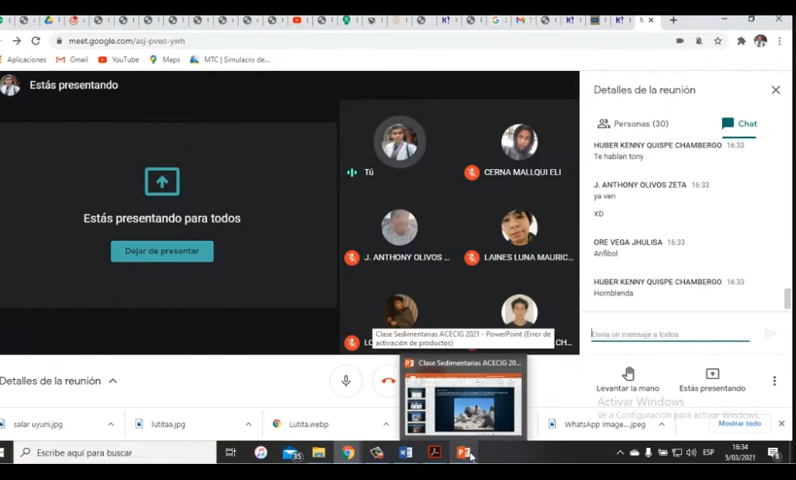 meet.google.com/asj-pveo-ywh
Aplicaciones
Gmail
YouTube
Maps
MTC | Simulacro de...
Estás presentando
Detalles de la reunión
Personas (30)
Chat
HUBER KENNY QUISPE CHAMBERGO 16:33
Te hablan tony
J. ANTHONY OLIVOS ZETA 16:33
ya ven
XD
ORE VEGA JHULISA 16:33
Anfibol
HUBER KENNY QUISPE CHAMBERGO 16:33
Hornblenda
Tú
CERNA MALLQUI ELI
Estás presentando para todos
Dejar de presentar
J. ANTHONY OLIVOS ...
LAINES LUNA MAURIC...
Clase Sedimentarias ACECIG 2021 - PowerPoint (Error de
activación de productos)
Envía un mensaje a todos
Clase Sedimentarias ACECIG 20...
Detalles de la reunión
Levantar la mano
Estás presentando
Activar Windows
Ve a Configuración para activar Windows.
salar uyuni.jpg
lutitaa.jpg
Lutita.webp
WhatsApp Image....jpeg
Mostrar todo
Escribe aquí para buscar
35
ESP
16:34
5/03/2021